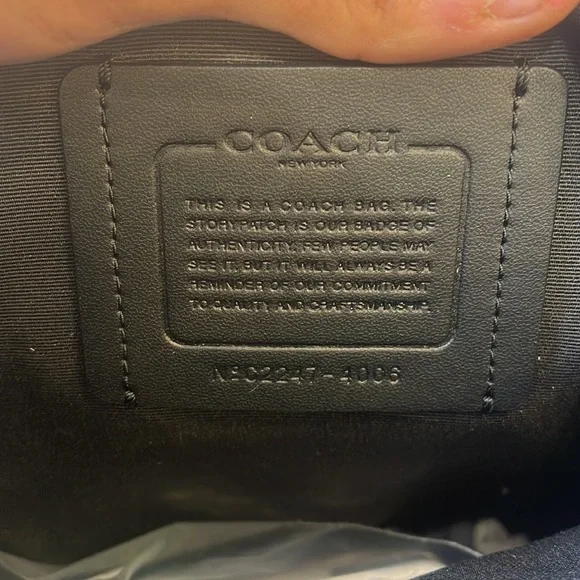 COACH
NEW YORK
THIS IS A COACH BAG. THE
STORYPATCH IS OUR BADGE OF
AUTHENTICITY. FEW PEOPLE MAY
SEE IT. BUT IT WILL ALWAYS BE A
REMINDER OF OUR COMMITMENT
TO QUALITY AND CRAFTSMANSHIP.
Nº C2247-4006